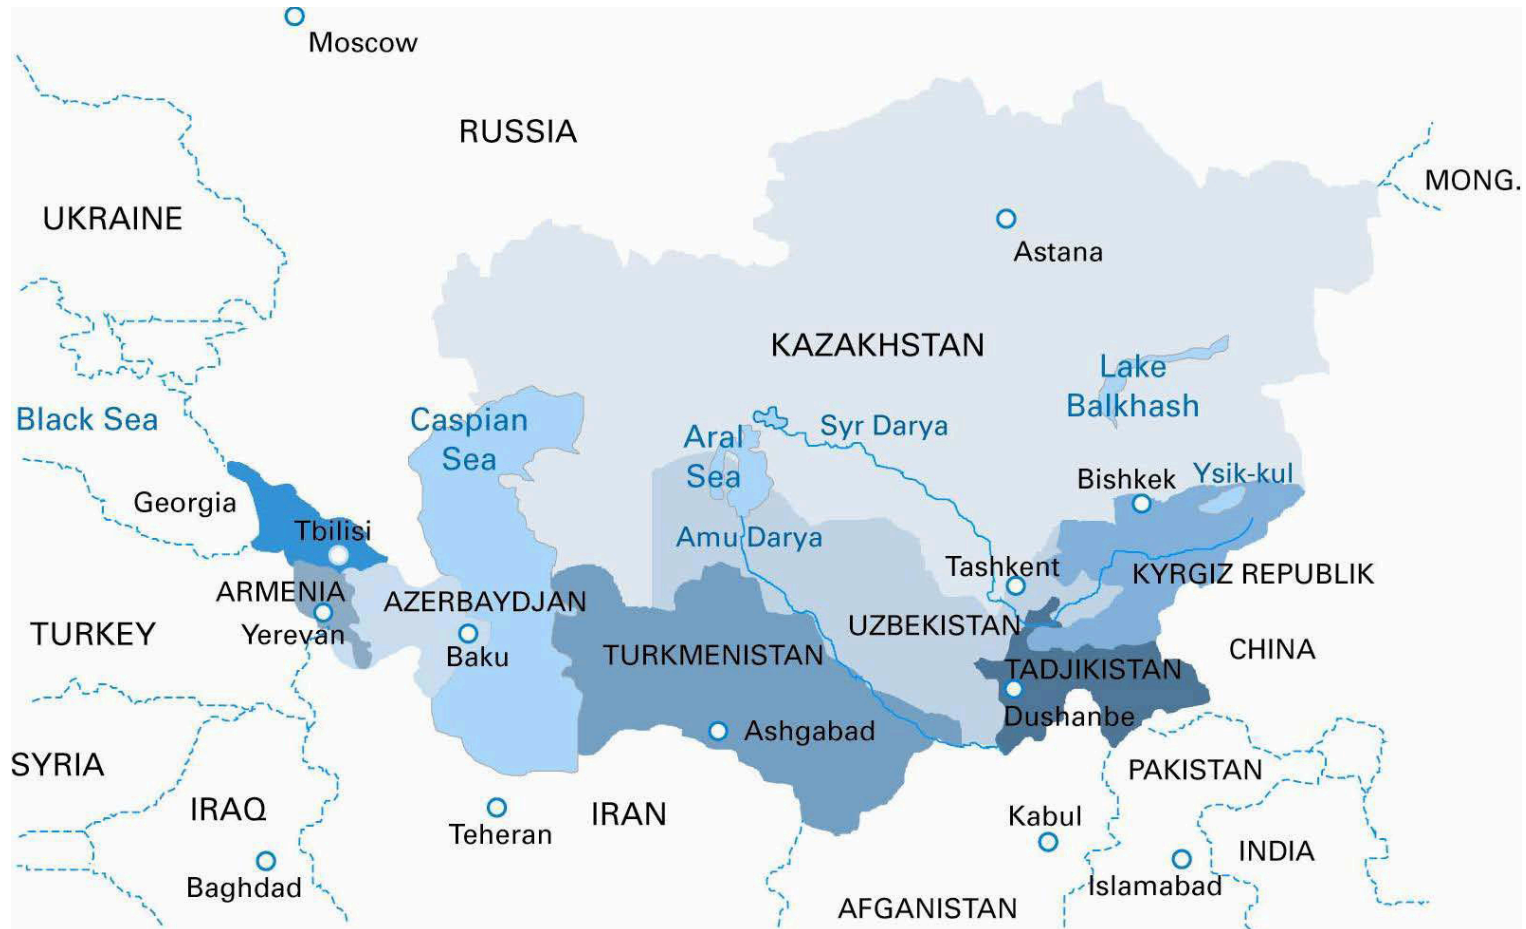 Moscow
RUSSIA
MONG.
UKRAINE
Astana
KAZAKHSTAN
Lake
Balkhash
Black Sea
Caspian
Sea
Aral
Sea
Syr Darya
Bishkek
Ysik-kul
Georgia
Tbilisi
Amu Darya
Tashkent
KYRGIZ REPUBLIK
ARMENIA
AZERBAYDJAN
Yerevan
TURKEY
Baku
TURKMENISTAN
UZBEKISTAN
CHINA
TADJIKISTAN
Dushanbe
Ashgabad
SYRIA
PAKISTAN
IRAQ
Teheran
IRAN
Kabul
INDIA
Baghdad
Islamabad
AFGANISTAN